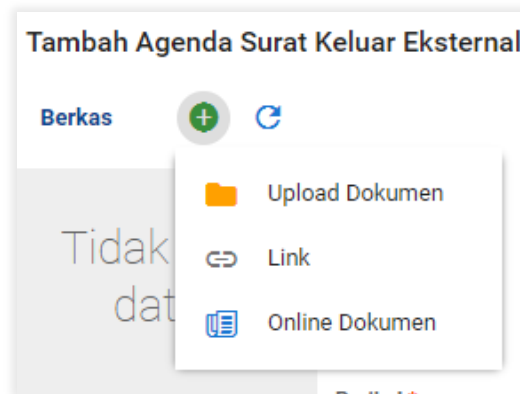 Tambah Agenda Surat Keluar Eksternal
Berkas
Upload Dokumen
Tidak
Link
dat
Online Dokumen